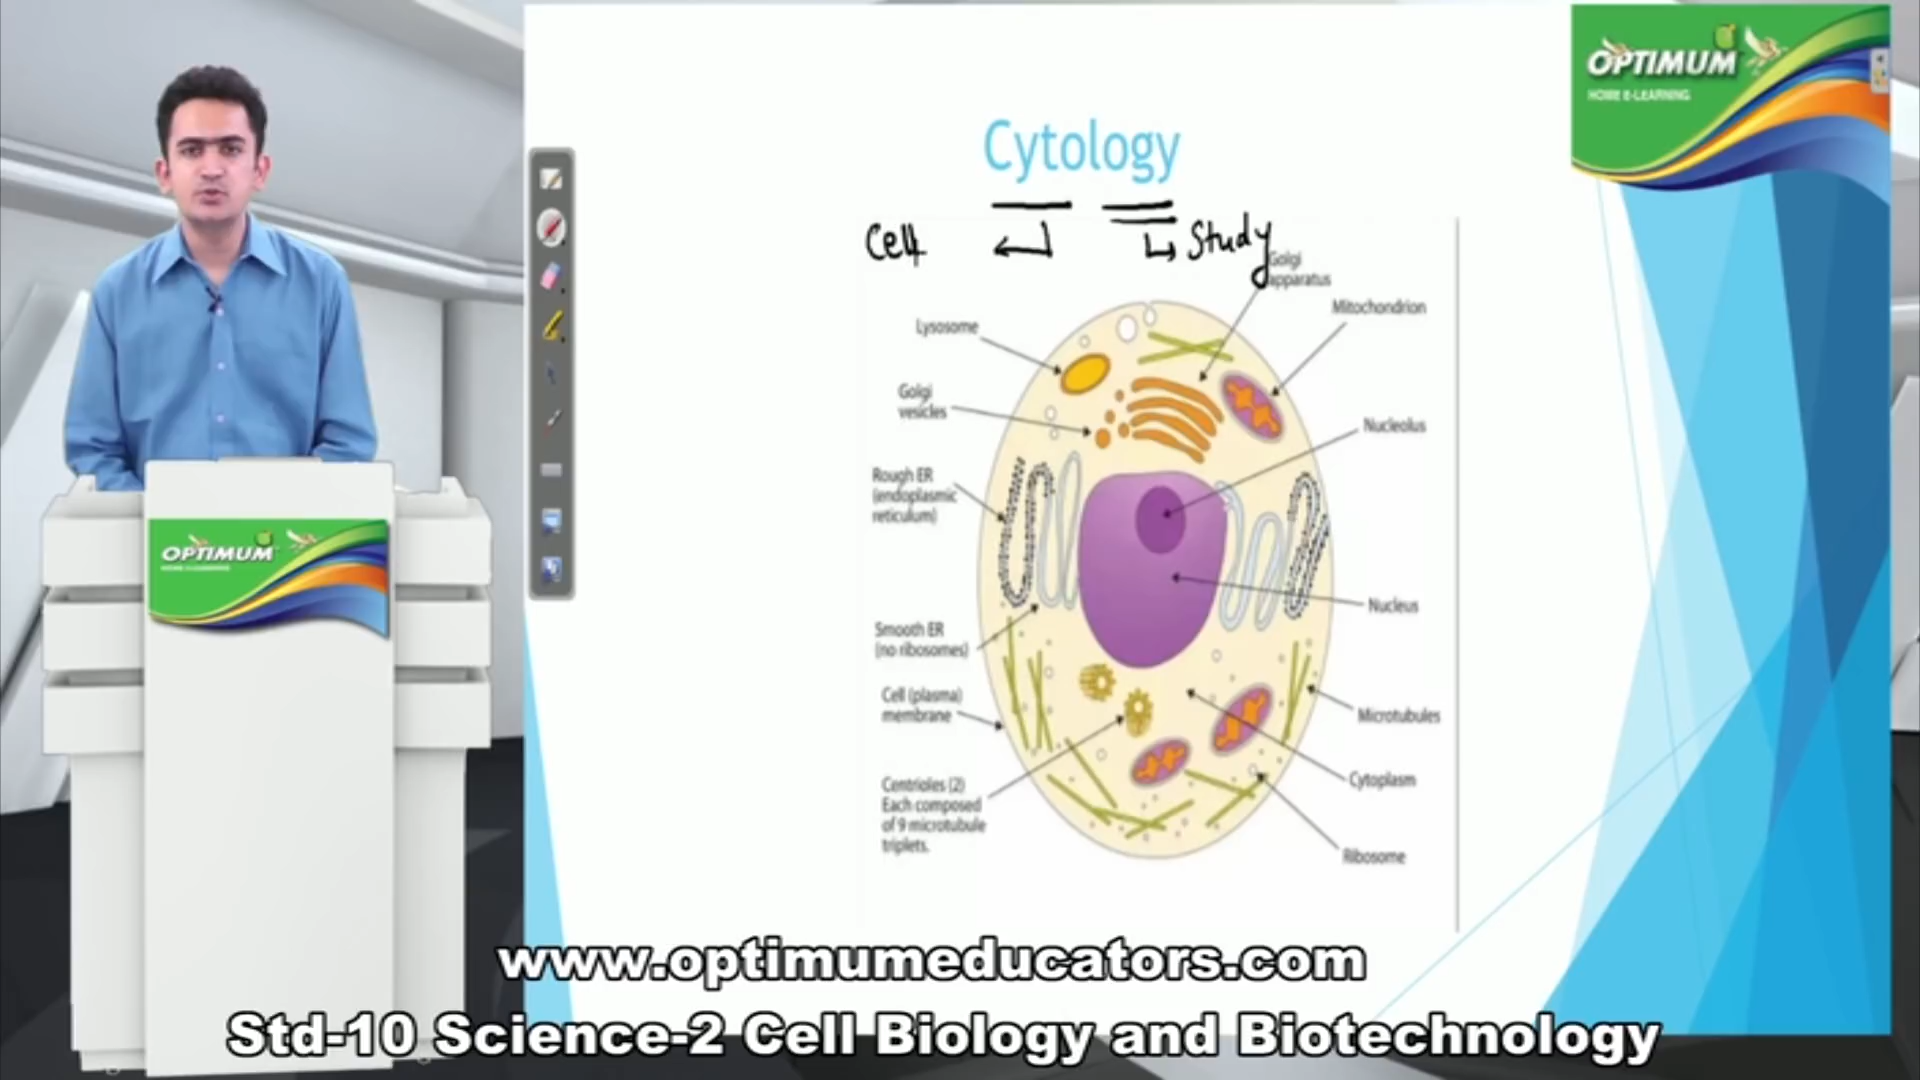 OPTIMUM
HOME E-LEARNING
Cytology
Cell
Study
Golgi
apparatus
Mitochondrion
Lysosome
Golgi
vesicles
Nucleolus
Rough ER
(endoplasmic
reticulum)
Nucleus
Smooth ER
(no ribosomes)
Cell (plasma)
membrane
Microtubules
Cytoplasm
Centrioles (2)
Each composed
of 9 microtubule
triplets.
Ribosome
OPTIMUM
HOME E-LEARNING
www.optimumeducators.com
Std-10 Science-2 Cell Biology and Biotechnology